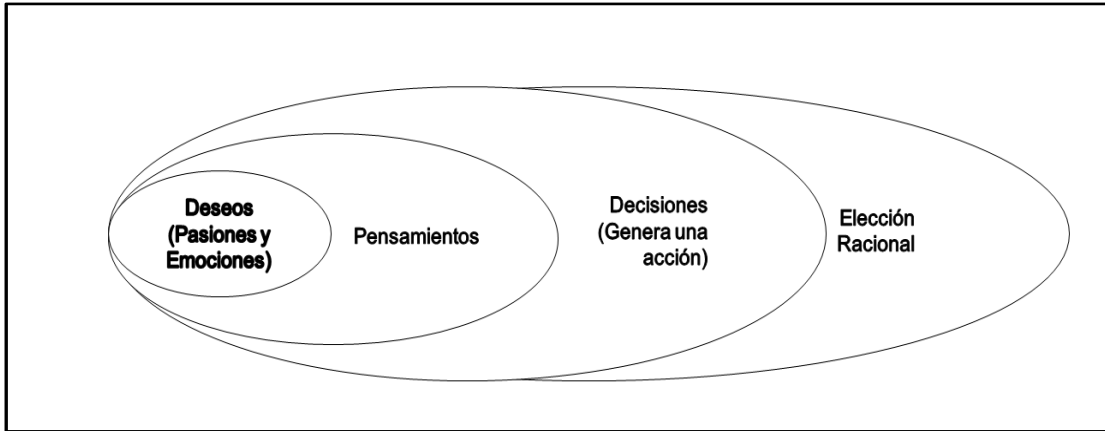 Deseos
(Pasiones y
Emociones)
Pensamientos
Decisiones
(Genera una
acción)
Elección
Racional